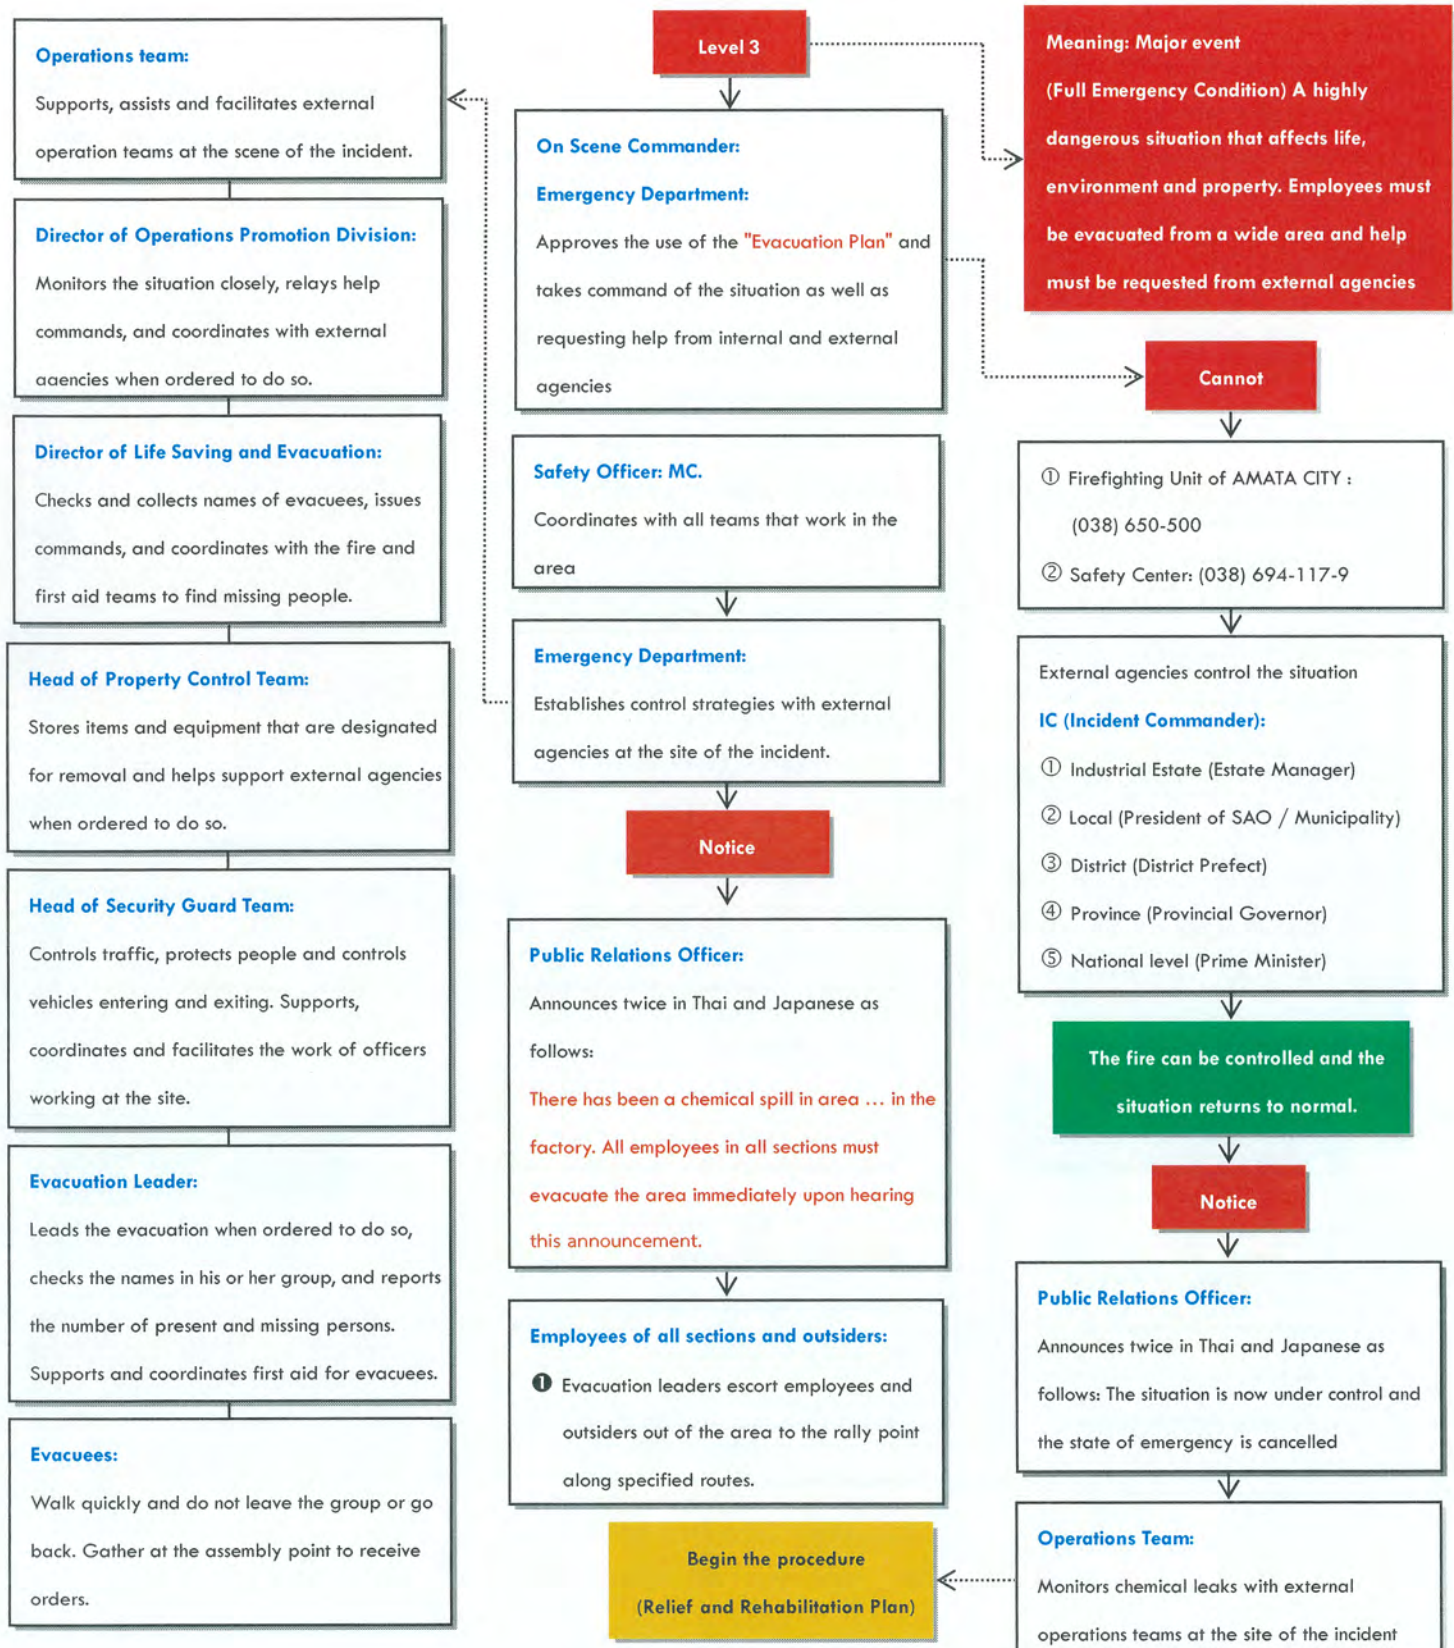 Operations team:
Supports, assists and facilitates external
operation teams at the scene of the incident.
Director of Operations Promotion Division:
Monitors the situation closely, relays help
commands, and coordinates with external
agencies when ordered to do so.
Director of Life Saving and Evacuation:
Checks and collects names of evacuees, issues
commands, and coordinates with the fire and
first aid teams to find missing people.
Head of Property Control Team:
Stores items and equipment that are designated
for removal and helps support external agencies
when ordered to do so.
Head of Security Guard Team:
Controls traffic, protects people and controls
vehicles entering and exiting. Supports,
coordinates and facilitates the work of officers
working at the site.
Evacuation Leader:
Leads the evacuation when ordered to do so,
checks the names in his or her group, and reports
the number of present and missing persons.
Supports and coordinates first aid for evacuees.
Evacuees:
Walk quickly and do not leave the group or go
back. Gather at the assembly point to receive
orders.
Level 3
On Scene Commander:
Emergency Department:
Approves the use of the "Evacuation Plan" and
takes command of the situation as well as
requesting help from internal and external
agencies
Safety Officer: MC.
Coordinates with all teams that work in the
area
Emergency Department:
Establishes control strategies with external
agencies at the site of the incident.
Notice
Public Relations Officer:
Announces twice in Thai and Japanese as
follows:
There has been a chemical spill in area ... in the
factory. All employees in all sections must
evacuate the area immediately upon hearing
this announcement.
Employees of all sections and outsiders:
❶ Evacuation leaders escort employees and
outsiders out of the area to the rally point
along specified routes.
Begin the procedure
(Relief and Rehabilitation Plan)
Meaning: Major event
(Full Emergency Condition) A highly
dangerous situation that affects life,
environment and property. Employees must
be evacuated from a wide area and help
must be requested from external agencies
Cannot
① Firefighting Unit of AMATA CITY :
(038) 650-500
② Safety Center: (038) 694-117-9
External agencies control the situation
IC (Incident Commander):
① Industrial Estate (Estate Manager)
② Local (President of SAO / Municipality)
③ District (District Prefect)
④ Province (Provincial Governor)
⑤ National level (Prime Minister)
The fire can be controlled and the
situation returns to normal.
Notice
Public Relations Officer:
Announces twice in Thai and Japanese as
follows: The situation is now under control and
the state of emergency is cancelled
Operations Team:
Monitors chemical leaks with external
operations teams at the site of the incident